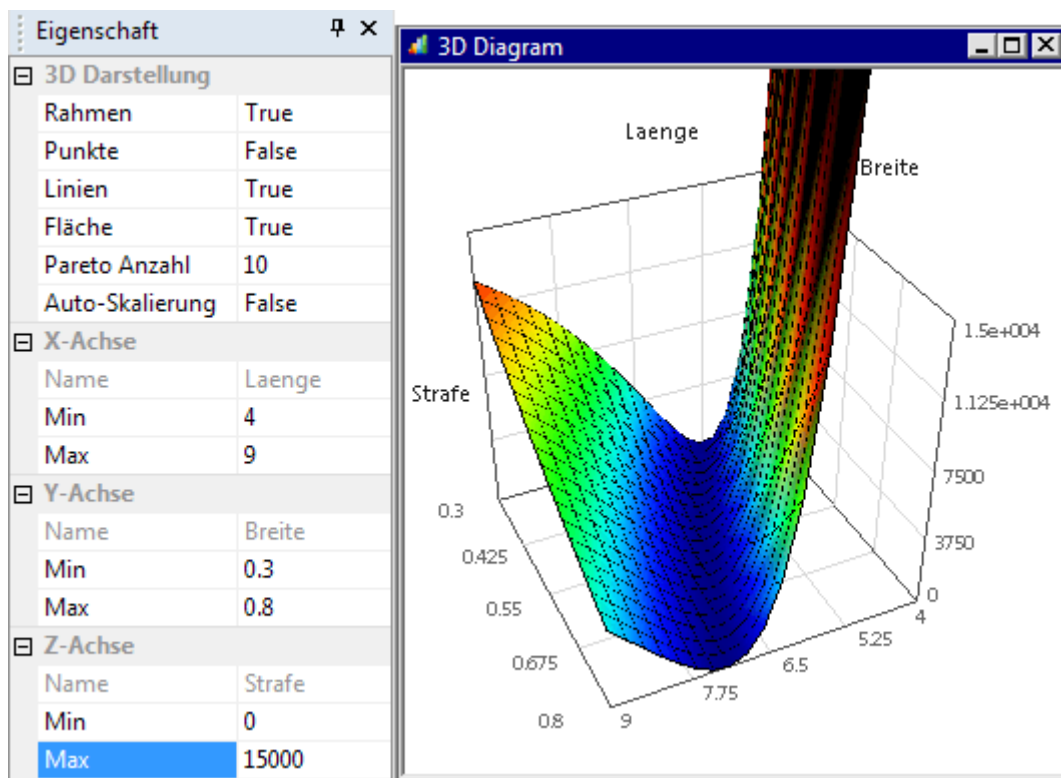 Eigenschaft
3D Darstellung
Rahmen True
Punkte False
Linien True
Fläche True
Pareto Anzahl 10
Auto-Skalierung False
X-Achse
Name Laenge
Min 4
Max 9
Y-Achse
Name Breite
Min 0.3
Max 0.8
Z-Achse
Name Strafe
Min 0
Max 15000
3D Diagram
Laenge
Breite
Strafe
1.5e+004
1.125e+004
7500
3750
0
0.3
0.425
0.55
0.675
0.8
9
7.75
6.5
5.25
4